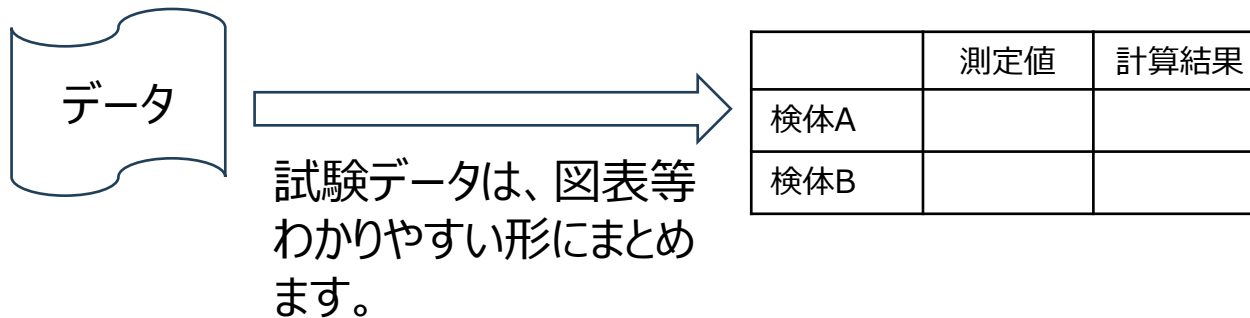 データ
試験データは、図表等
わかりやすい形にまとめ
ます。
測定値 計算結果
検体A
検体B